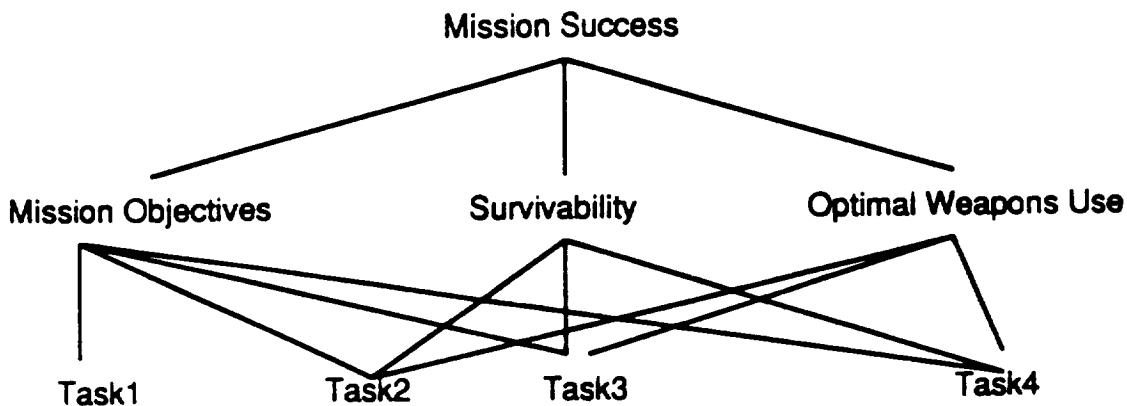 Mission Success
Mission Objectives
Survivability
Optimal Weapons Use
Task1
Task2
Task3
Task4